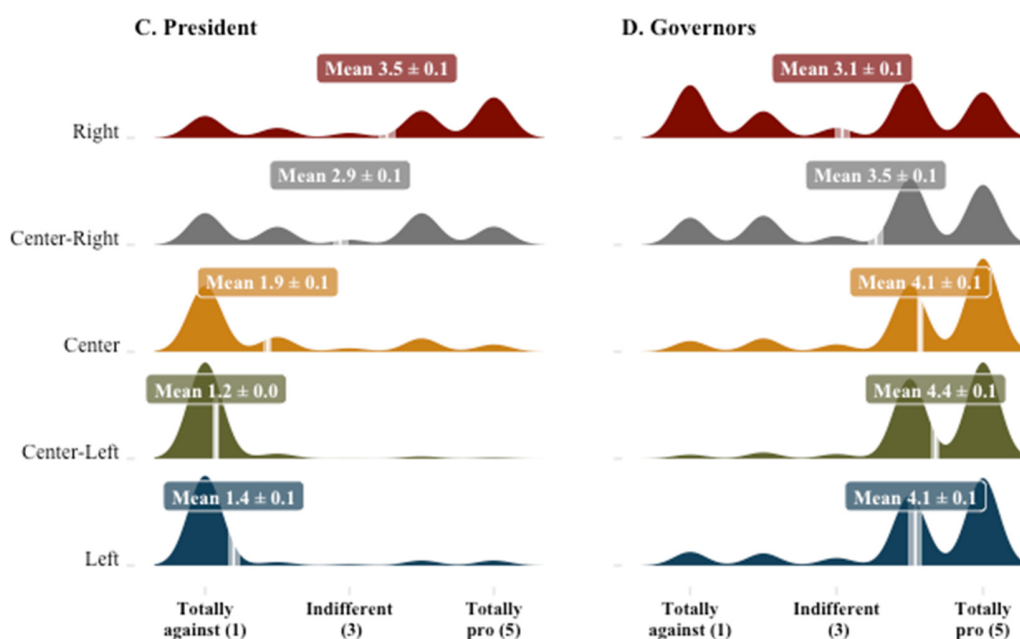 C. President
D. Governors
Mean 3.5 ± 0.1
Mean 3.1 ± 0.1
Right
Mean 2.9 ± 0.1
Mean 3.5 ± 0.1
Center-Right
Mean 1.9 ± 0.1
Mean 4.1 ± 0.1
Center
Mean 1.2 ± 0.0
Mean 4.4 ± 0.1
Center-Left
Mean 1.4 ± 0.1
Mean 4.1 ± 0.1
Left
Totally against (1)
Indifferent (3)
Totally pro (5)
Totally against (1)
Indifferent (3)
Totally pro (5)